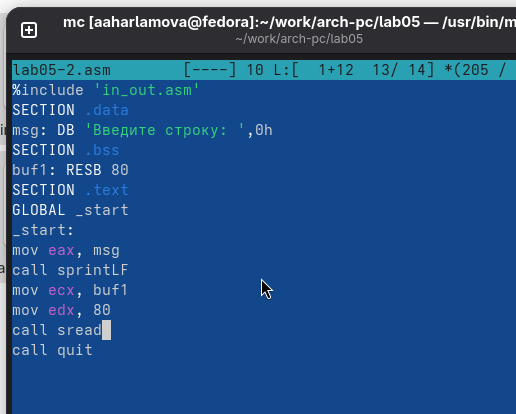 mc [aaharlamova@fedora]:~/work/arch-pc/lab05 — /usr/bin/m
~/work/arch-pc/lab05
lab05-2.asm [----] 10 L:[ 1+12 13/ 14] *(205 /
%include 'in_out.asm'
SECTION .data
msg: DB 'Введите строку: ',0h
SECTION .bss
buf1: RESB 80
SECTION .text
GLOBAL _start
_start:
mov eax, msg
call sprintLF
mov ecx, buf1
mov edx, 80
call sread
call quit